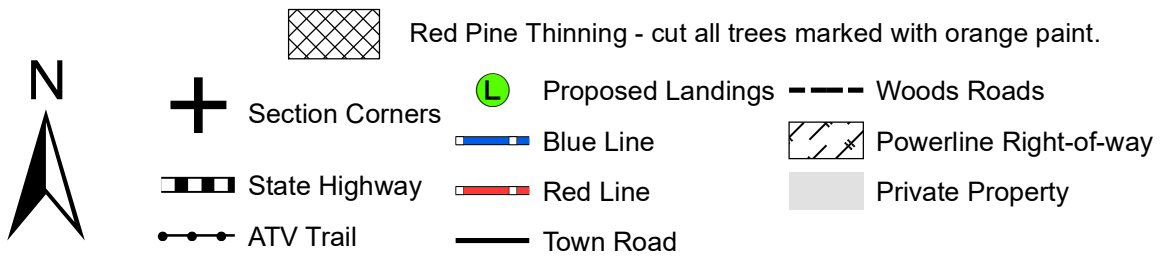 Red Pine Thinning - cut all trees marked with orange paint.
N
Section Corners
State Highway
ATV Trail
L
Proposed Landings
Blue Line
Red Line
Town Road
Woods Roads
Powerline Right-of-way
Private Property